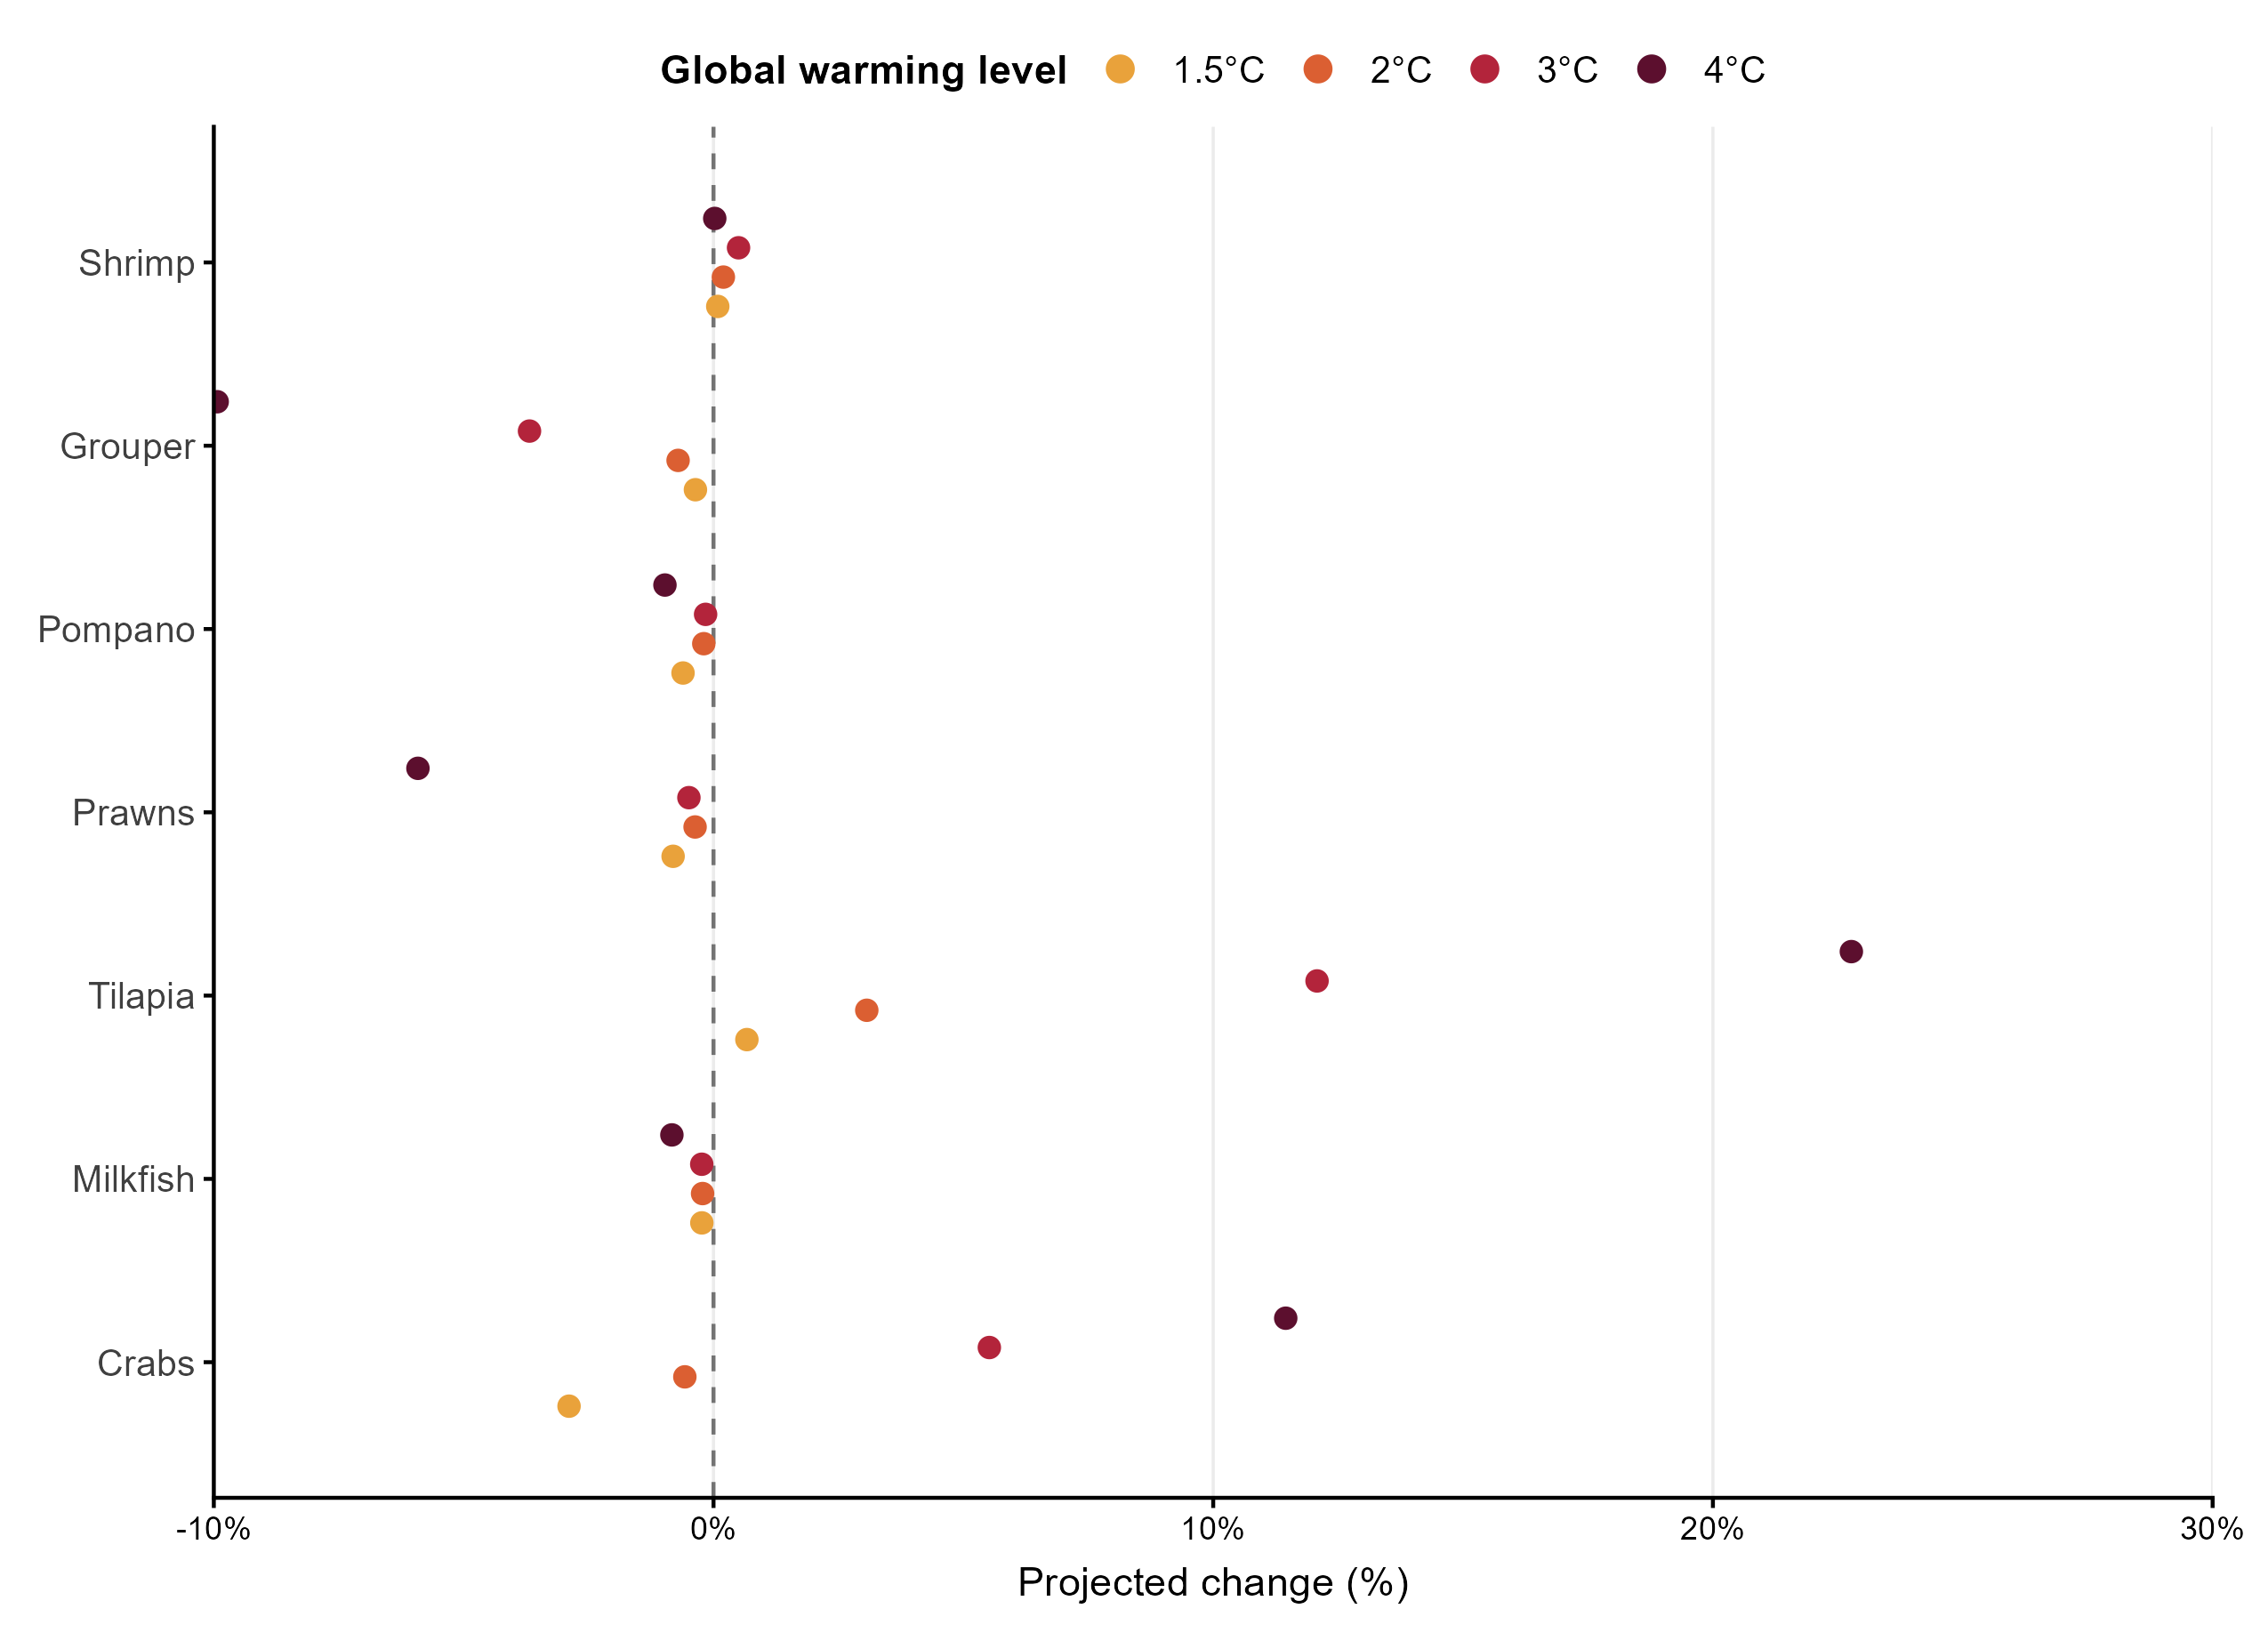 Global warming level 1.5°C 2°C 3°C 4°C
Shrimp
Grouper
Pompano
Prawns
Tilapia
Milkfish
Crabs
-10% 0% 10% 20% 30%
Projected change (%)